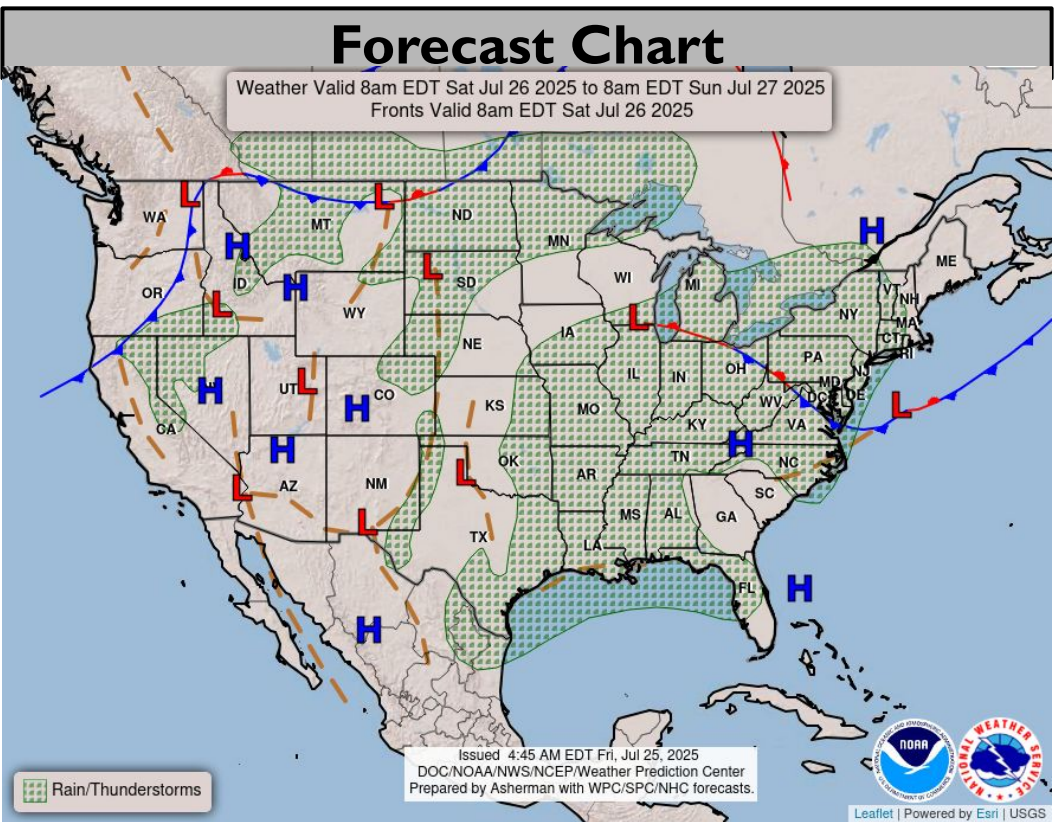 Forecast Chart
Weather Valid 8am EDT Sat Jul 26 2025 to 8am EDT Sun Jul 27 2025
Fronts Valid 8am EDT Sat Jul 26 2025
H
L
L
WA
MT
ND
MN
ME
H
H
L
SD
WI
MI
VT
NH
OR
ID
H
WY
L
L
NY
MA
CT
RI
NE
IA
PA
NJ
OH
IL
IN
MD
DE
DC
H
UT
L
CO
H
KS
MO
WV
VA
L
CA
KY
H
H
TN
NC
OK
AR
L
AZ
NM
L
SC
MS
AL
GA
L
TX
LA
FL
H
H
Issued 4:45 AM EDT Fri, Jul 25, 2025
DOC/NOAA/NWS/NCEP/Weather Prediction Center
Prepared by Asherman with WPC/SPC/NHC forecasts.
Rain/Thunderstorms
NOAA
NATIONAL WEATHER SERVICE
Leaflet | Powered by Esri | USGS